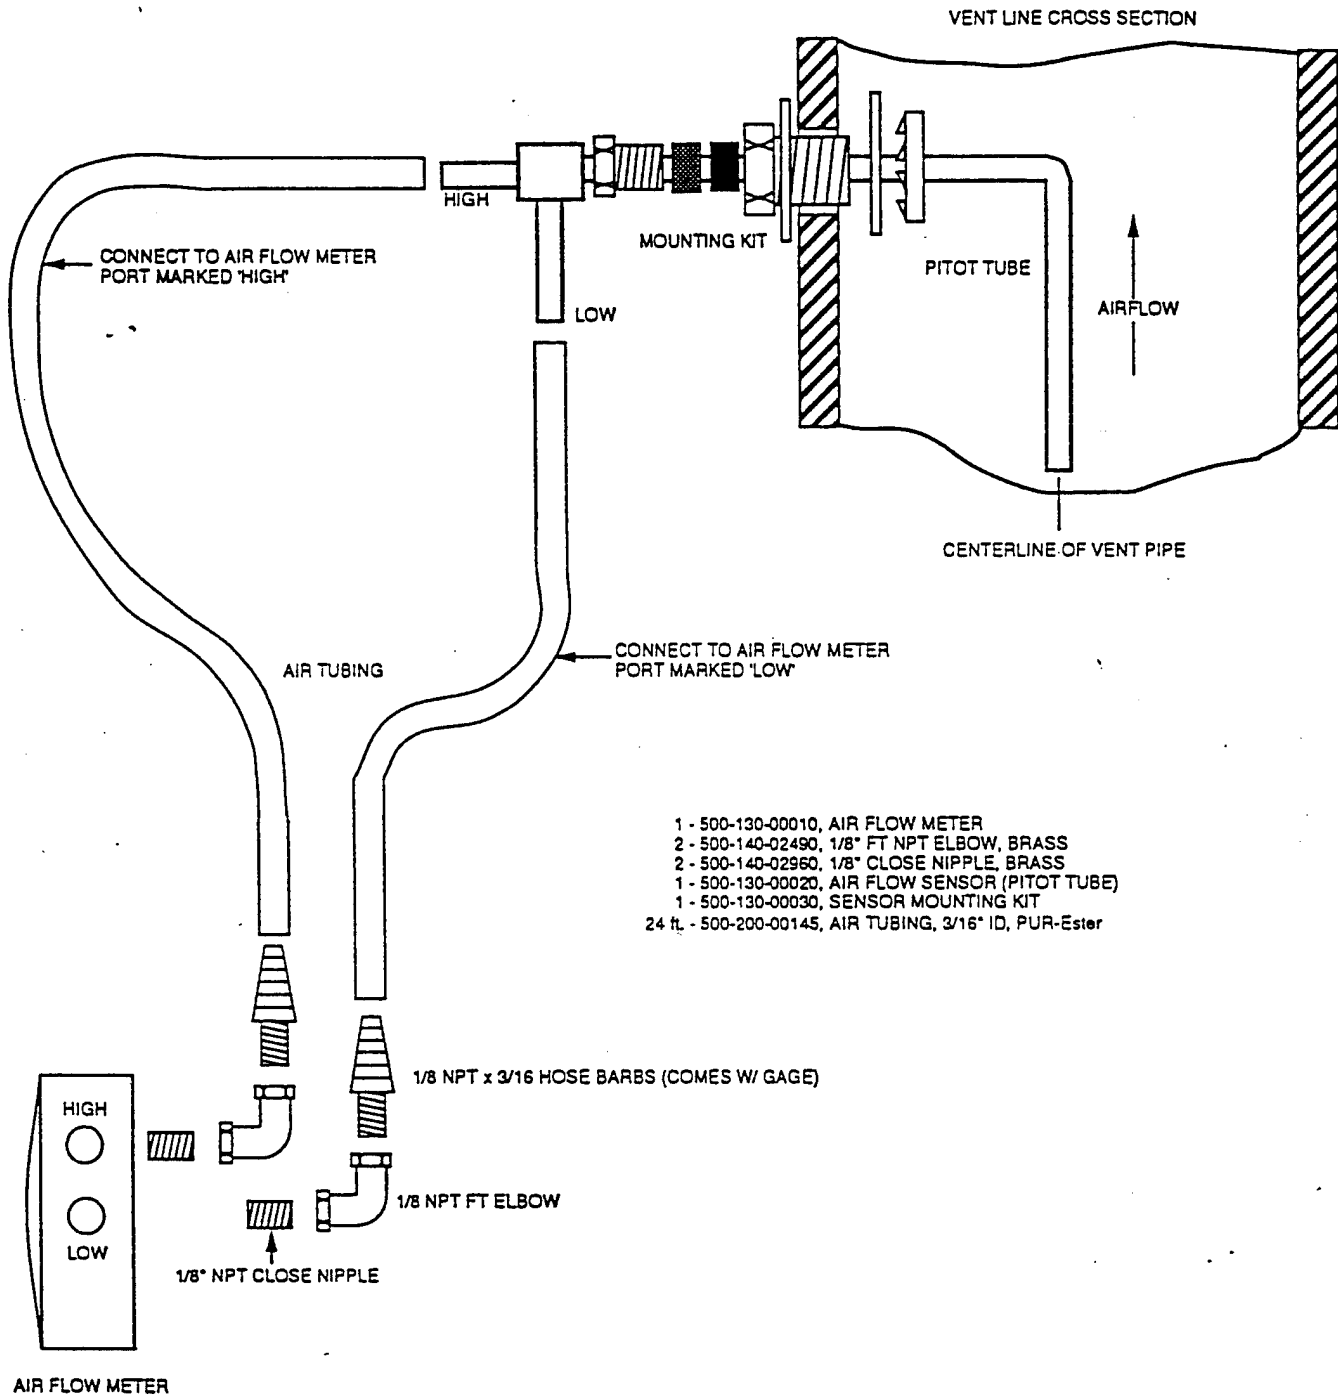 VENT LINE CROSS SECTION
HIGH
MOUNTING KIT
CONNECT TO AIR FLOW METER
PORT MARKED "HIGH"
PITOT TUBE
LOW
AIRFLOW
CENTERLINE OF VENT PIPE
CONNECT TO AIR FLOW METER
PORT MARKED "LOW"
AIR TUBING
1 - 500-130-00010, AIR FLOW METER
2 - 500-140-02490, 1/8" FT NPT ELBOW, BRASS
2 - 500-140-02960, 1/8" CLOSE NIPPLE, BRASS
1 - 500-130-00020, AIR FLOW SENSOR (PITOT TUBE)
1 - 500-130-00030, SENSOR MOUNTING KIT
24 ft. - 500-200-00145, AIR TUBING, 3/16" ID, PUR-Ester
1/8 NPT x 3/16 HOSE BARBS (COMES W/ GAGE)
HIGH
1/8 NPT FT ELBOW
LOW
1/8" NPT CLOSE NIPPLE
AIR FLOW METER